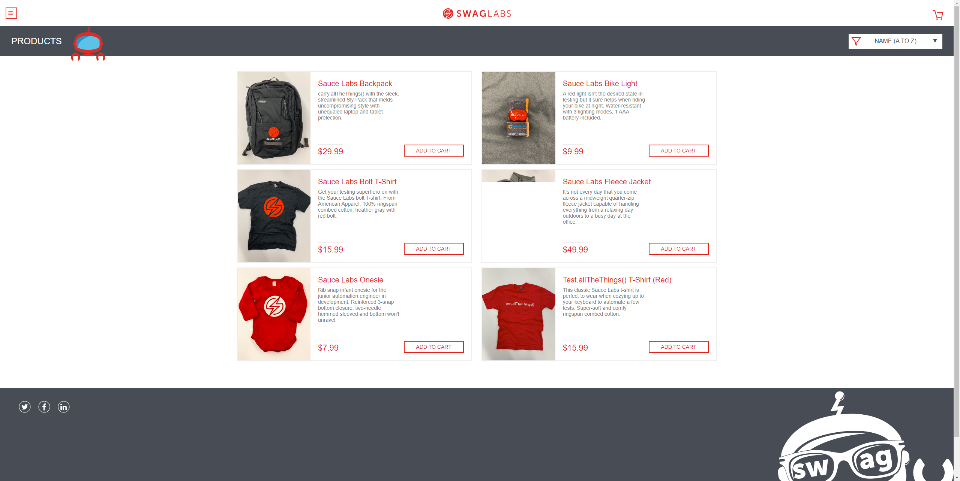 SWAGLABS
PRODUCTS
NAME (A TO Z)
Sauce Labs Backpack
carry.allTheThings() with the sleek,
streamlined Sly Pack that melds
uncompromising style with
unequaled laptop and tablet
protection.
$29.99
ADD TO CART
Sauce Labs Bike Light
A red light isn't the desired state in
testing but it sure helps when riding
your bike at night. Water-resistant
with 3 lighting modes, 1 AAA
battery included.
$9.99
ADD TO CART
Sauce Labs Bolt T-Shirt
Get your testing superhero on with
the Sauce Labs bolt T-shirt. From
American Apparel, 100% ringspun
combed cotton, heather gray with
red bolt.
$15.99
ADD TO CART
Sauce Labs Fleece Jacket
It's not every day that you come
across a midweight quarter-zip
fleece jacket capable of handling
everything from a relaxing day
outdoors to a busy day at the
office.
$49.99
ADD TO CART
Sauce Labs Onesie
Rib snap infant onesie for the
junior automation engineer in
development. Reinforced 3-snap
bottom closure, two-needle
hemmed sleeved and bottom won't
unravel.
$7.99
ADD TO CART
Test.allTheThings() T-Shirt (Red)
This classic Sauce Labs t-shirt is
perfect to wear when cozying up to
your keyboard to automate a few
tests. Super-soft and comfy
ringspun combed cotton.
$15.99
ADD TO CART
swag